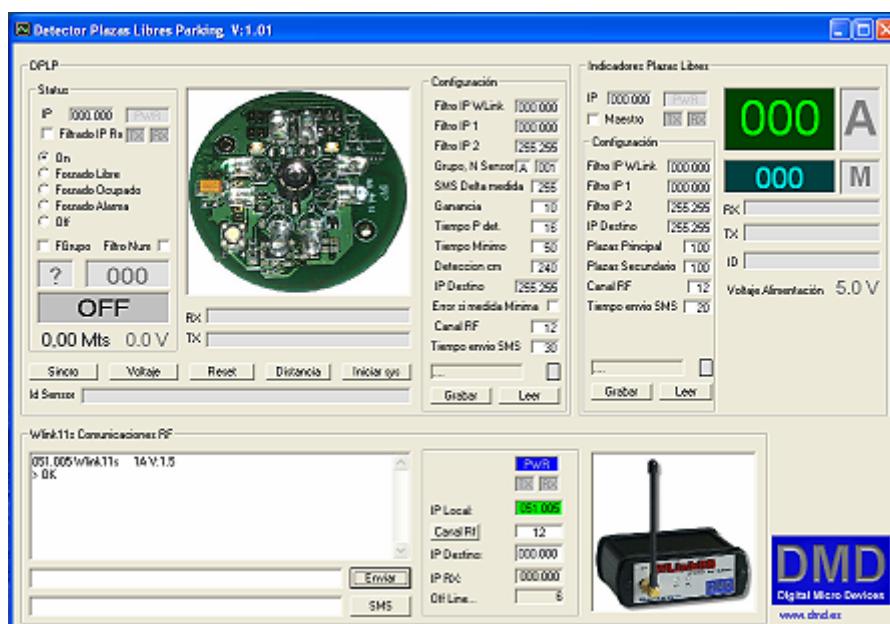 Detector Plazas Libres Parking, V:1.01
DPLP
Status
IP 000.000 PWR
Filtrado IP Rx TX RX
On
Forzado Libre
Forzado Ocupado
Forzado Alarma
Off
FGrupo Filtro Num
? 000
OFF
0,00 Mts 0.0 V
RX
TX
Sincro Voltaje Reset Distancia Iniciar sys
Id Sensor
Configuración
Filtro IP WLink 000.000
Filtro IP 1 000.000
Filtro IP 2 255.255
Grupo, N Sensor A 001
SMS Delta medida 255
Ganancia 10
Tiempo P det. 16
Tiempo Minimo 50
Deteccion cm 240
IP Destino 255.255
Error si medida Minima
Canal RF 12
Tiempo envio SMS 30
....
Grabar Leer
Indicadores Plazas Libres
IP 000.000 PWR
Maestro TX RX
Configuración
Filtro IP WLink 000.000
Filtro IP 1 000.000
Filtro IP 2 255.255
IP Destino 255.255
Plazas Principal 100
Plazas Secundario 100
Canal RF 12
Tiempo envio SMS 20
....
Grabar Leer
000 A
000 M
RX
TX
ID
Voltaje Alimentación 5.0 V
Wlink11s Comunicaciones RF
051.005 Wlink11s 1A V:1.5
> OK
Enviar
SMS
PWR
TX RX
IP Local: 051.005
Canal Rf 12
IP Destino: 000.000
IP RX: 000.000
Off Line... 6
DMD
Digital Micro Devices
www.dmd.es